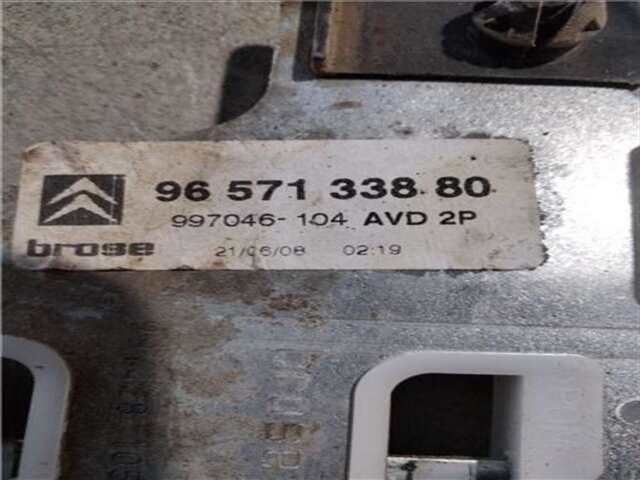 96 571 338 80
997046-104 AVD 2P
brose 21/06/08 02:19